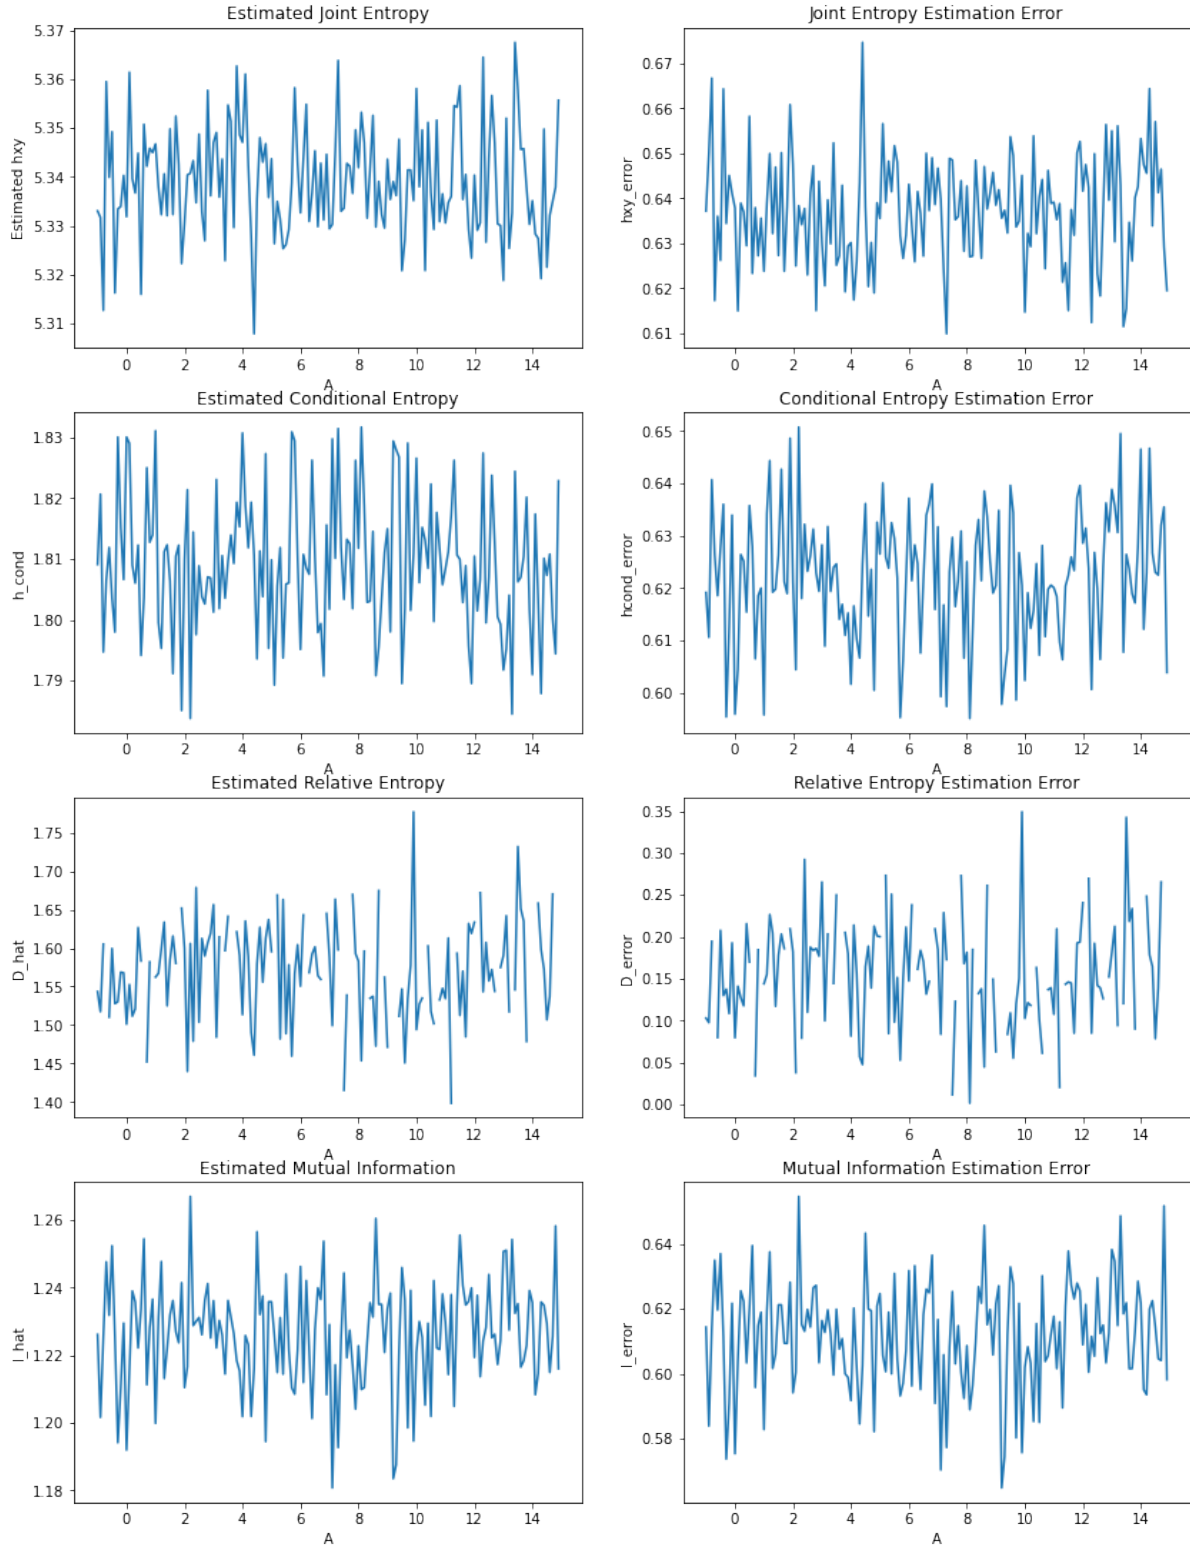 Estimated Joint Entropy
5.37
5.36
5.35
5.34
5.33
5.32
5.31
Estimated hxy
0 2 4 6 8 10 12 14
A
Joint Entropy Estimation Error
0.67
0.66
0.65
0.64
0.63
0.62
0.61
hxy_error
0 2 4 6 8 10 12 14
A
Estimated Conditional Entropy
1.83
1.82
1.81
1.80
1.79
h_cond
0 2 4 6 8 10 12 14
A
Conditional Entropy Estimation Error
0.65
0.64
0.63
0.62
0.61
0.60
hcond_error
0 2 4 6 8 10 12 14
A
Estimated Relative Entropy
1.75
1.70
1.65
1.60
1.55
1.50
1.45
1.40
D_hat
0 2 4 6 8 10 12 14
A
Relative Entropy Estimation Error
0.35
0.30
0.25
0.20
0.15
0.10
0.05
0.00
D_error
0 2 4 6 8 10 12 14
A
Estimated Mutual Information
1.26
1.24
1.22
1.20
1.18
I_hat
0 2 4 6 8 10 12 14
A
Mutual Information Estimation Error
0.64
0.62
0.60
0.58
I_error
0 2 4 6 8 10 12 14
A